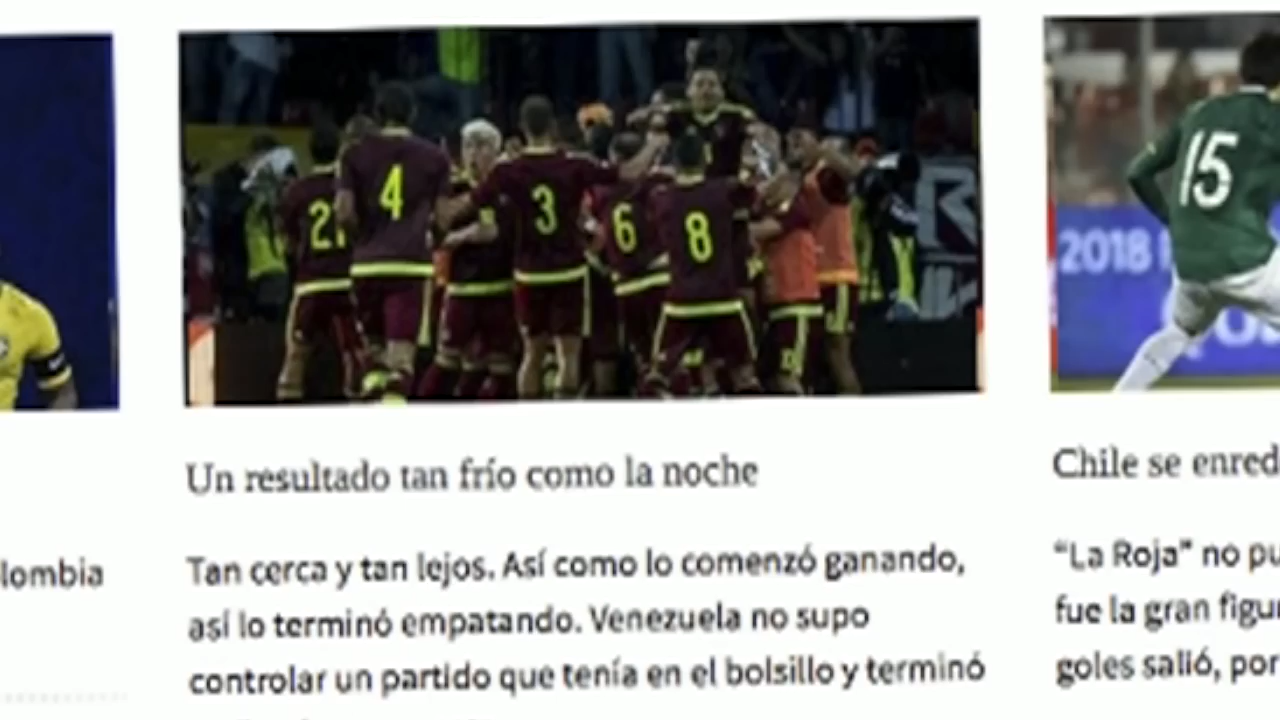 21
4
3
6
8
15
2018
Un resultado tan frío como la noche
Chile se enred
lombia
Tan cerca y tan lejos. Así como lo comenzó ganando,
así lo terminó empatando. Venezuela no supo
controlar un partido que tenía en el bolsillo y terminó
“La Roja” no pu
fue la gran figur
goles salió, por